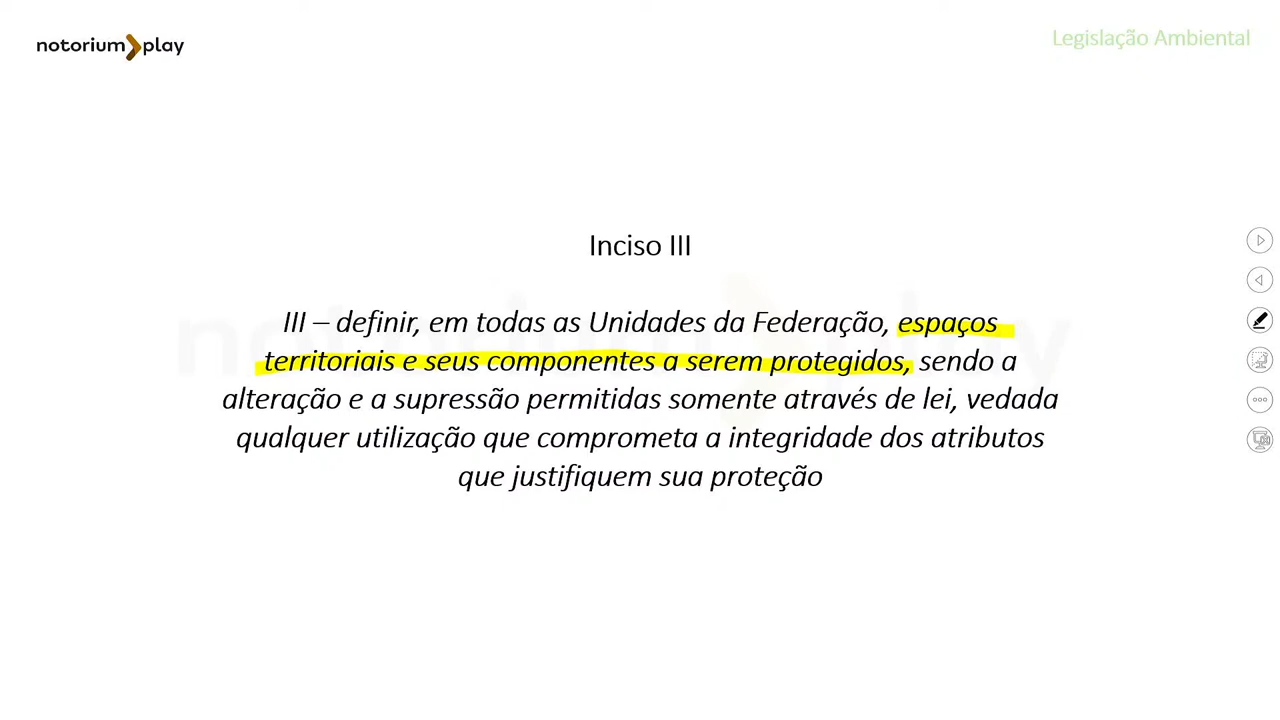 notorium play
Legislação Ambiental
Inciso III
III – definir, em todas as Unidades da Federação, espaços
territoriais e seus componentes a serem protegidos, sendo a
alteração e a supressão permitidas somente através de lei, vedada
qualquer utilização que comprometa a integridade dos atributos
que justifiquem sua proteção
notorium play